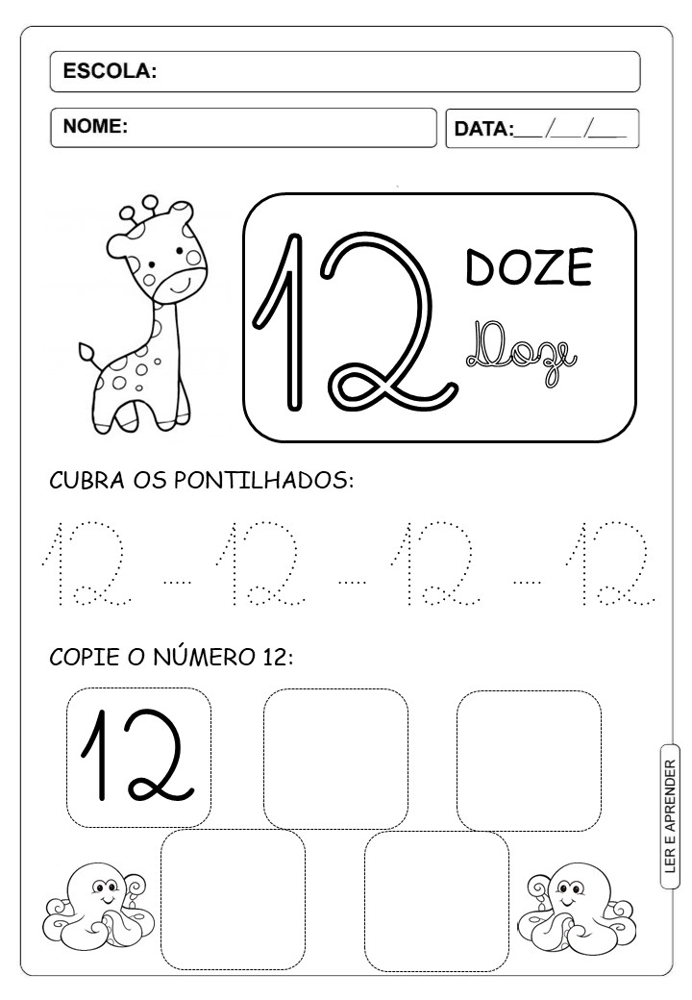 ESCOLA:
NOME:
DATA:___/___/___
12
DOZE
Doze
CUBRA OS PONTILHADOS:
12 ..... 12 ..... 12 ..... 12
COPIE O NÚMERO 12:
12
LER E APRENDER